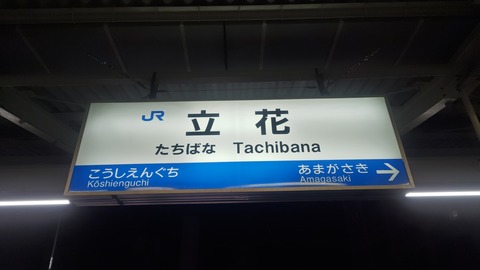 JR 立花
たちばな Tachibana
こうしえんぐち あまがさき
Kōshienguchi Amagasaki